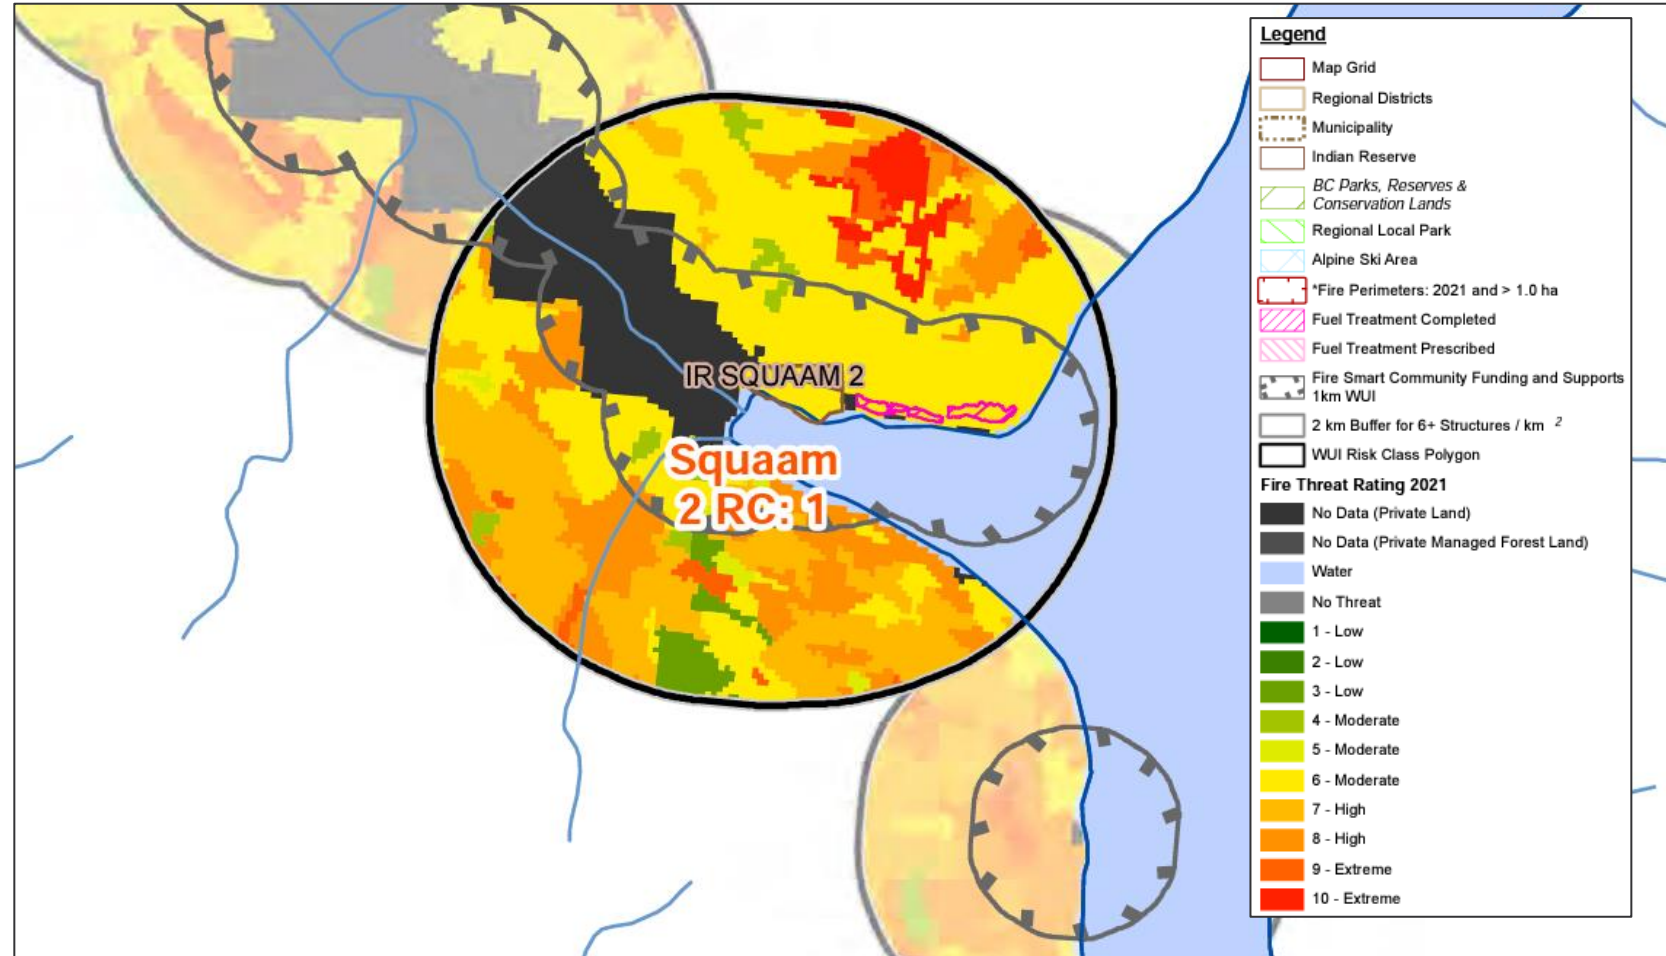 IR SQUAAM 2
Squaam
2 RC: 1
Legend
Map Grid
Regional Districts
Municipality
Indian Reserve
BC Parks, Reserves &
Conservation Lands
Regional Local Park
Alpine Ski Area
*Fire Perimeters: 2021 and > 1.0 ha
Fuel Treatment Completed
Fuel Treatment Prescribed
Fire Smart Community Funding and Supports
1km WUI
2 km Buffer for 6+ Structures / km 2
WUI Risk Class Polygon
Fire Threat Rating 2021
No Data (Private Land)
No Data (Private Managed Forest Land)
Water
No Threat
1 - Low
2 - Low
3 - Low
4 - Moderate
5 - Moderate
6 - Moderate
7 - High
8 - High
9 - Extreme
10 - Extreme